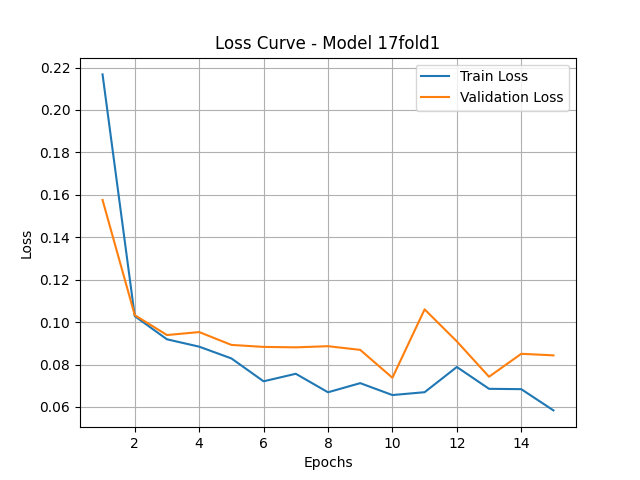 Loss Curve - Model 17fold1
Train Loss
Validation Loss
0.22
0.20
0.18
0.16
0.14
0.12
0.10
0.08
0.06
Loss
2 4 6 8 10 12 14
Epochs